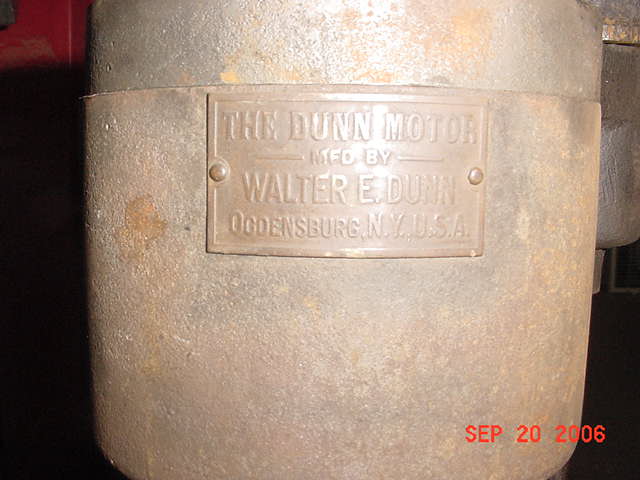 THE DUNN MOTOR
MFD. BY
WALTER E. DUNN
OGDENSBURG, N.Y., U.S.A.
SEP 20 2006